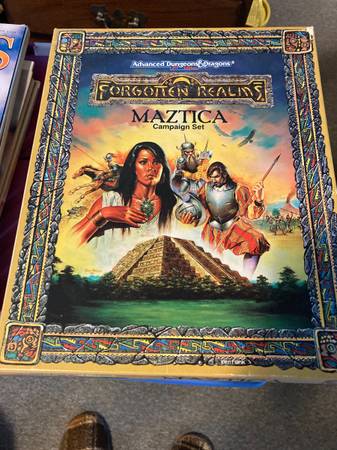 Advanced Dungeons & Dragons®
FORGOTTEN REALMS®
MAZTICA
Campaign Set